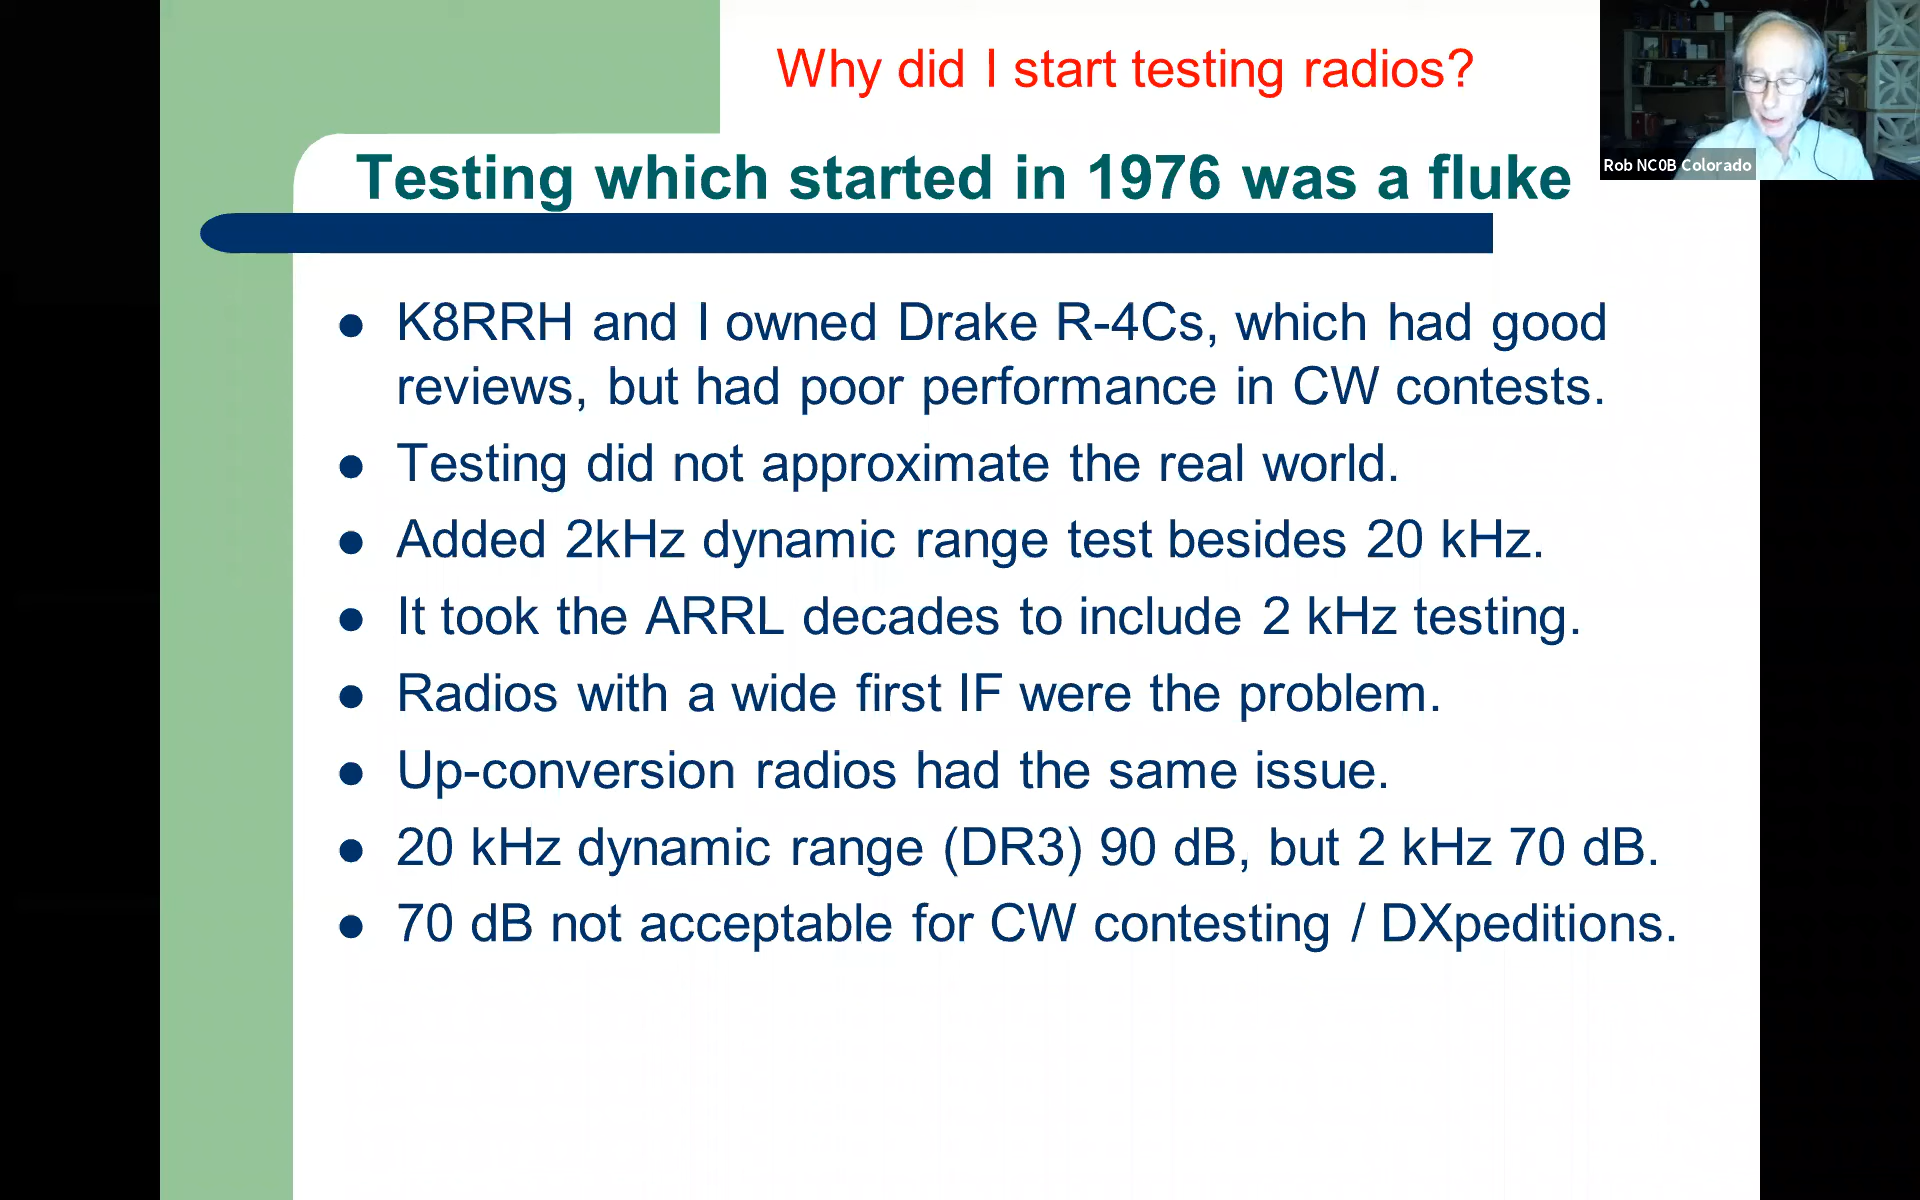 Why did I start testing radios?
Rob NC0B Colorado
Testing which started in 1976 was a fluke
● K8RRH and I owned Drake R-4Cs, which had good
reviews, but had poor performance in CW contests.
● Testing did not approximate the real world.
● Added 2kHz dynamic range test besides 20 kHz.
● It took the ARRL decades to include 2 kHz testing.
● Radios with a wide first IF were the problem.
● Up-conversion radios had the same issue.
● 20 kHz dynamic range (DR3) 90 dB, but 2 kHz 70 dB.
● 70 dB not acceptable for CW contesting / DXpeditions.